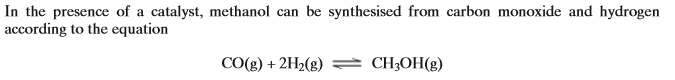 In the presence of a catalyst, methanol can be synthesised from carbon monoxide and hydrogen
according to the equation
CO(g) + 2H₂(g) ⇌ CH₃OH(g)